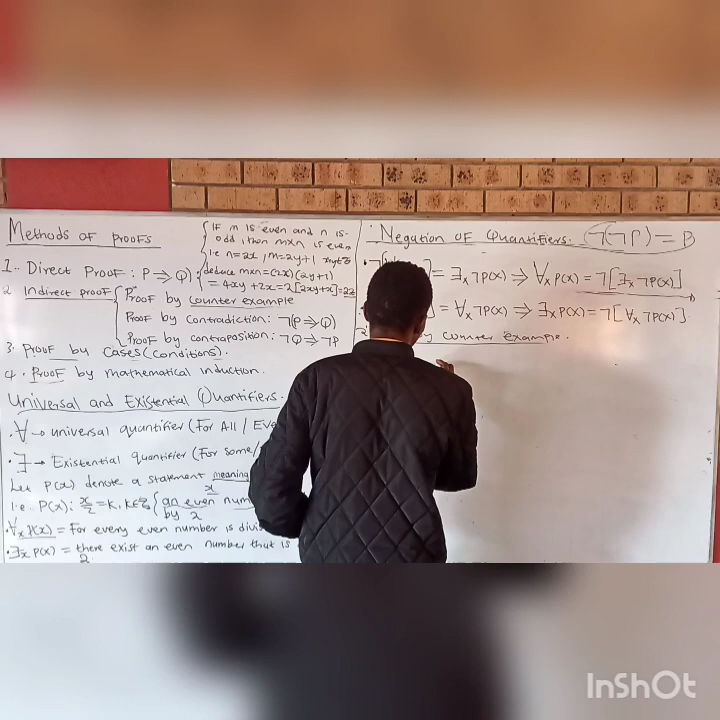 Methods of Proofs
{IF m is even and n is
odd, then mxn is even
i.e n=2x, m=2y+1 x,y∈Z
deduce mxn=(2x)(2y+1)
= 4xy+2x=2[2xy+x]=2z
1. Direct Proof: P⇒Q
2 Indirect proof {Proof by counter example
Proof by contradiction: ¬(P⇒Q)
Proof by contraposition: ¬Q→¬P
3. Proof by cases (conditions).
4. Proof by mathematical induction.
Universal and Existential Quantifiers.
∀→ universal quantifier (For All /
∃→ Existential quantifier (For some/
Let P(x) denote a statement meaning
x
i.e. P(x): x/2=k, k∈Z {an even num
by 2
∀x P(x) = For every even number is
∃x P(x) = there exist an even number that is
2
Negation of Quantifiers. ¬(¬P) = P
= ∃x ¬P(x) ⇒ ∀x P(x) = ¬[∃x ¬P(x)]
= ∀x ¬P(x) ⇒ ∃x P(x) = ¬[∀x ¬P(x)]
by counter example.
InShOt